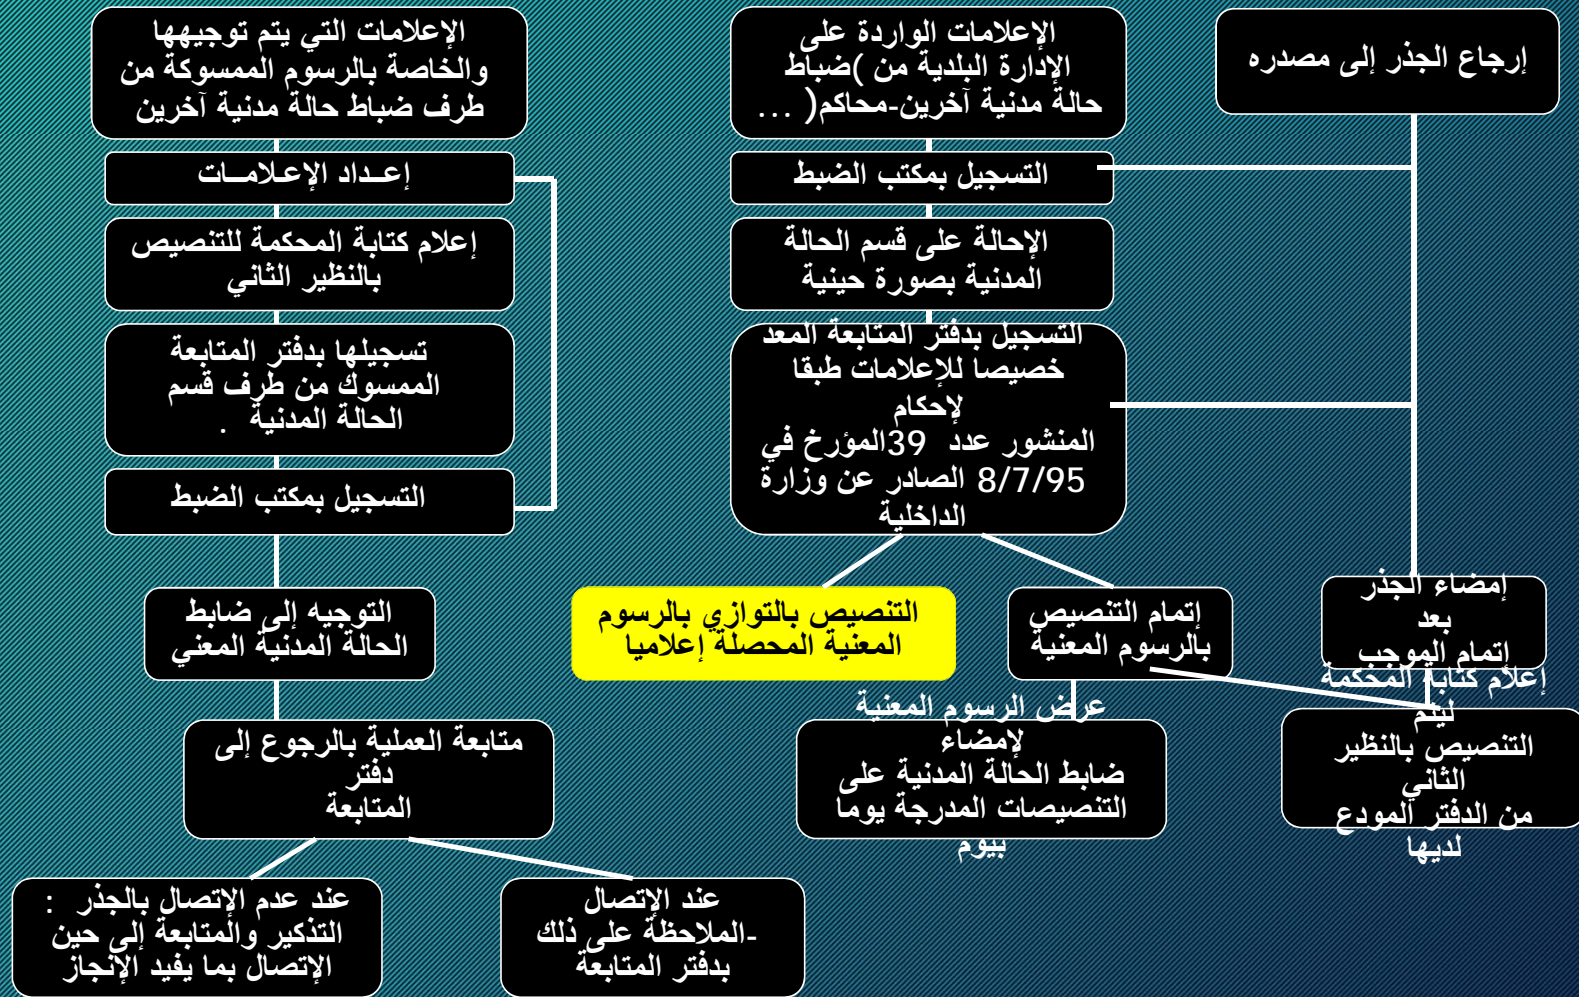 إرجاع الجذر إلى مصدره
الإعلامات الواردة على
الإدارة البلدية من )ضباط
حالة مدنية آخرين-محاكم( ...
الإعلامات التي يتم توجيهها
والخاصة بالرسوم الممسوكة من
طرف ضباط حالة مدنية آخرين
التسجيل بمكتب الضبط
إعــداد الإعـلامــات
الإحالة على قسم الحالة
المدنية بصورة حينية
إعلام كتابة المحكمة للتنصيص
بالنظير الثاني
التسجيل بدفتر المتابعة المعد
خصيصا للإعلامات طبقا
لإحكام
المنشور عدد 39المؤرخ في
8/7/95 الصادر عن وزارة
الداخلية
تسجيلها بدفتر المتابعة
الممسوك من طرف قسم
الحالة المدنية .
التسجيل بمكتب الضبط
إمضاء الجذر
بعد
إتمام الموجب
إتمام التنصيص
بالرسوم المعنية
التنصيص بالتوازي بالرسوم
المعنية المحصلة إعلاميا
التوجيه إلى ضابط
الحالة المدنية المعني
إعلام كتابة المحكمة
ليتم
التنصيص بالنظير
الثاني
من الدفتر المودع
لديها
عرض الرسوم المعنية
لإمضاء
ضابط الحالة المدنية على
التنصيصات المدرجة يوما
بيوم
متابعة العملية بالرجوع إلى
دفتر
المتابعة
عند الإتصال
-الملاحظة على ذلك
بدفتر المتابعة
عند عدم الإتصال بالجذر :
التذكير والمتابعة إلى حين
الإتصال بما يفيد الإنجاز